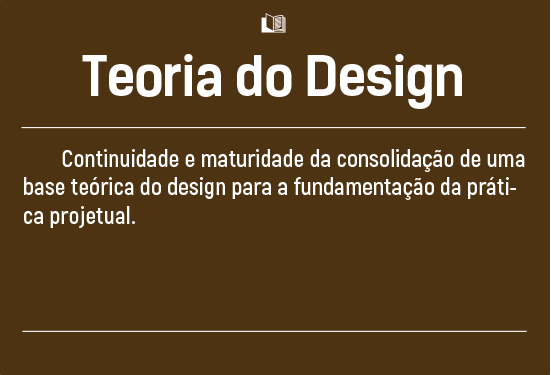 Teoria do Design
Continuidade e maturidade da consolidação de uma
base teórica do design para a fundamentação da práti-
ca projetual.